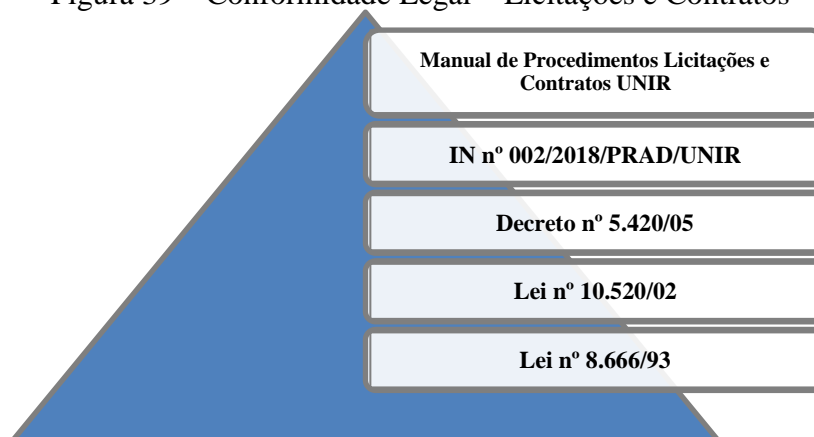 Figura 39 – Conformidade Legal – Licitações e Contratos
Manual de Procedimentos Licitações e
Contratos UNIR
IN nº 002/2018/PRAD/UNIR
Decreto nº 5.420/05
Lei nº 10.520/02
Lei nº 8.666/93